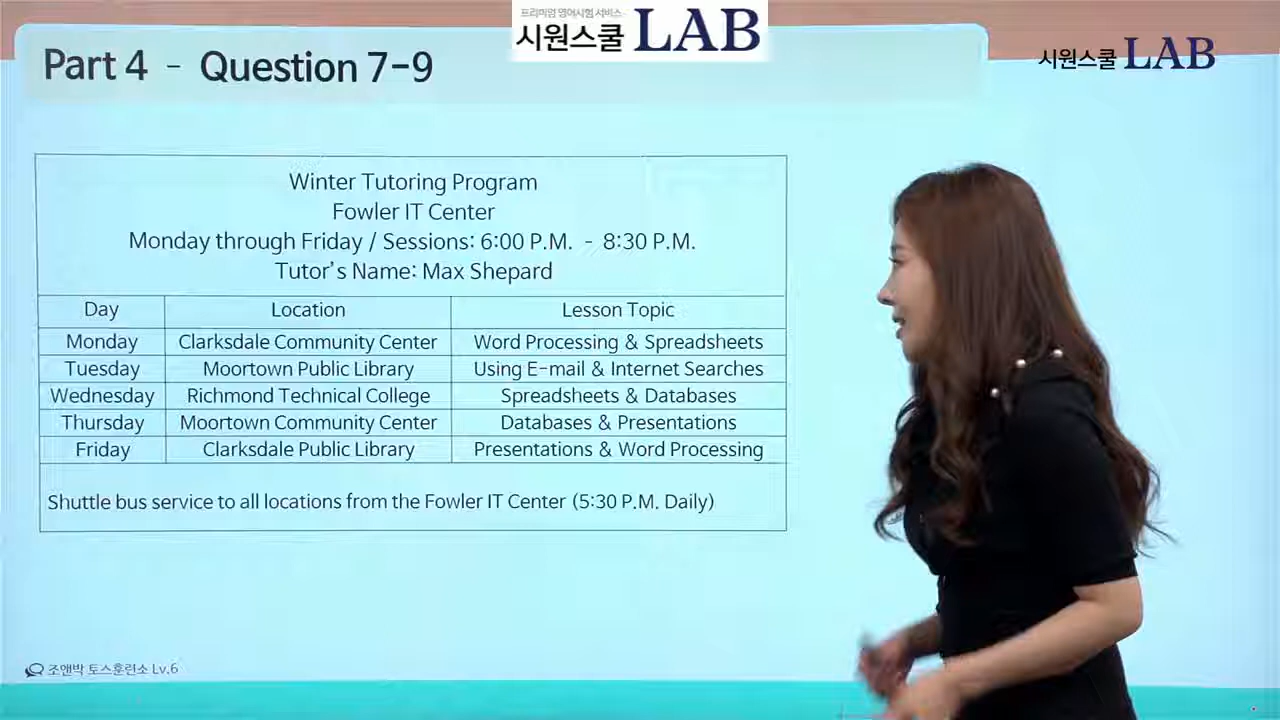 프리미엄 영어시험 서비스
시원스쿨 LAB
시원스쿨 LAB
Part 4 - Question 7-9
Winter Tutoring Program
Fowler IT Center
Monday through Friday / Sessions: 6:00 P.M. - 8:30 P.M.
Tutor's Name: Max Shepard
Day Location Lesson Topic
Monday Clarksdale Community Center Word Processing & Spreadsheets
Tuesday Moortown Public Library Using E-mail & Internet Searches
Wednesday Richmond Technical College Spreadsheets & Databases
Thursday Moortown Community Center Databases & Presentations
Friday Clarksdale Public Library Presentations & Word Processing
Shuttle bus service to all locations from the Fowler IT Center (5:30 P.M. Daily)
조앤박 토스훈련소 Lv.6